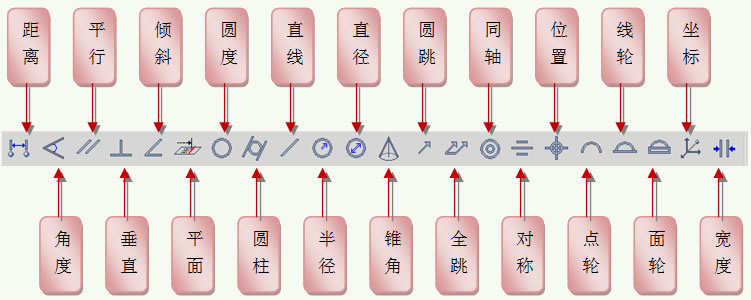 距离
平行
倾斜
圆度
直线
直径
圆跳
同轴
位置
线轮
坐标
角度
垂直
平面
圆柱
半径
锥角
全跳
对称
点轮
面轮
宽度